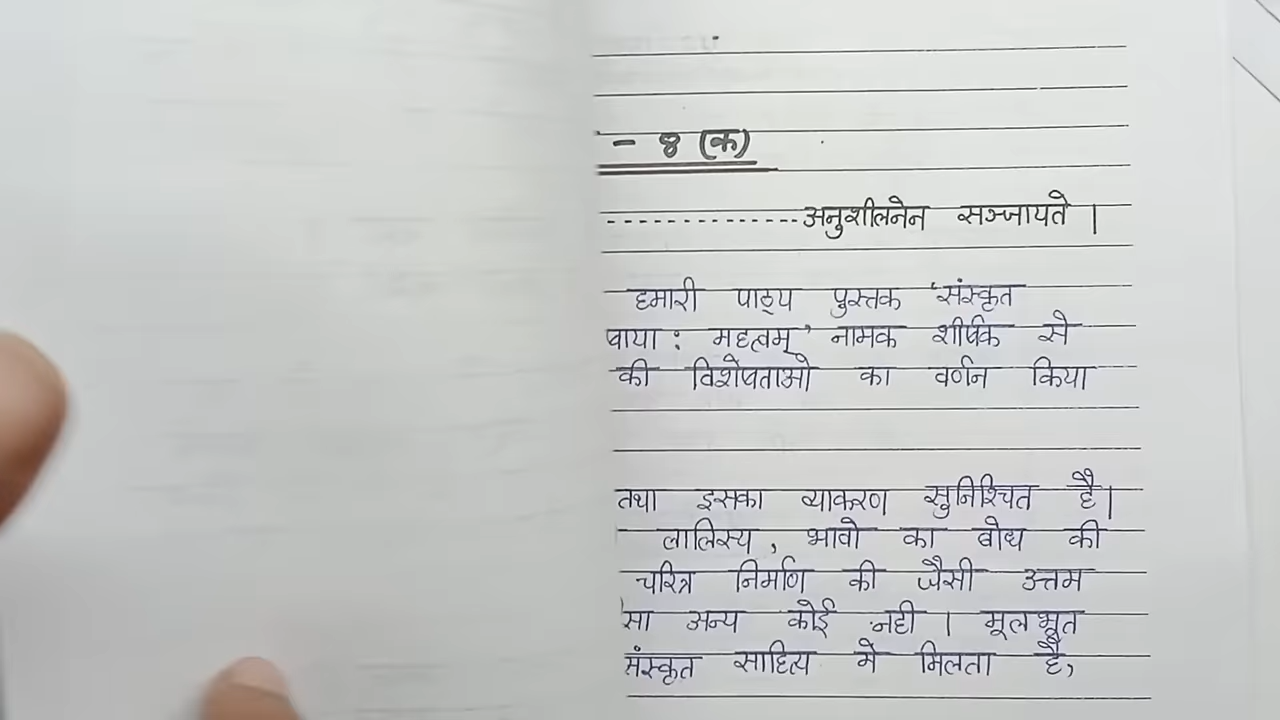 - 8 (क)
--------------अनुशीलनेन सञ्जायते ।
हमारी पाठ्य पुस्तक 'संस्कृत
षाया: महत्वम्' नामक शीर्षक से
की विशेषताओ का वर्णन किया
तथा इसका व्याकरण सुनिश्चित है।
लालित्य, भावो का बोध की
चरित्र निर्माण की जैसी उत्तम
सा अन्य कोई नही । मूलभूत
संस्कृत साहित्य मे मिलता है,